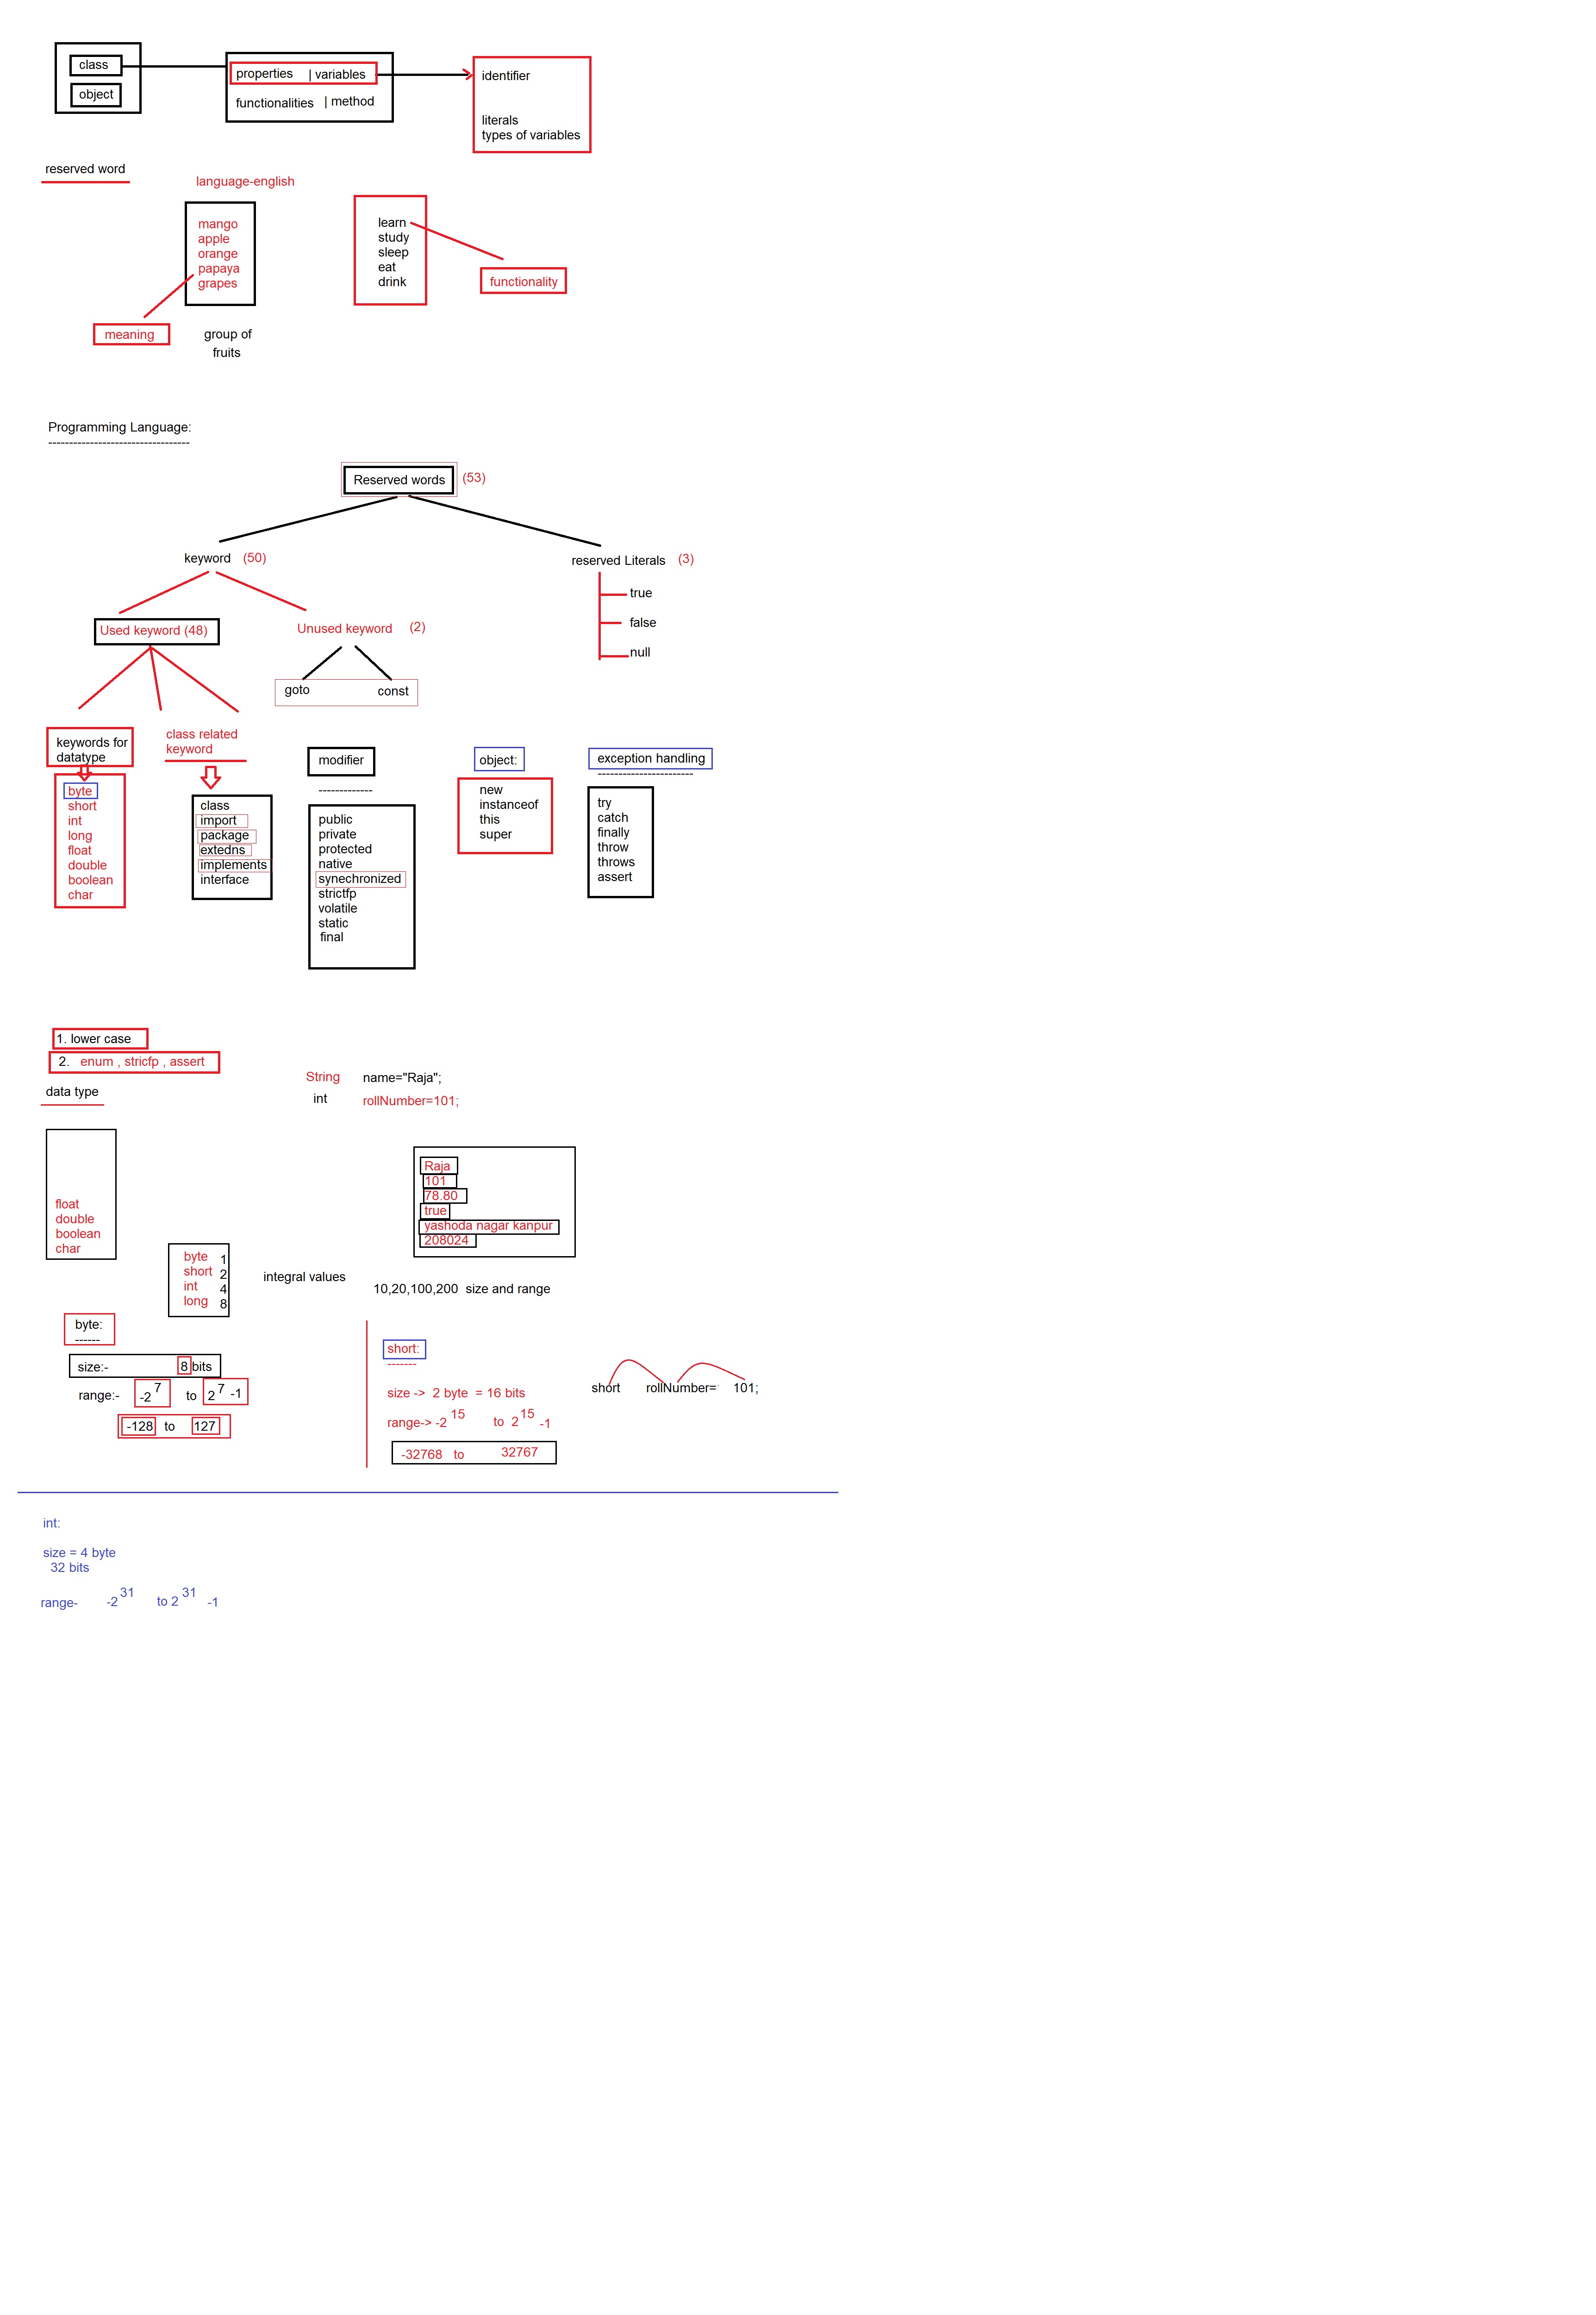 class
object
properties | variables
functionalities | method
identifier
literals
types of variables
reserved word
language-english
mango
apple
orange
papaya
grapes
meaning
group of
fruits
learn
study
sleep
eat
drink
functionality
Programming Language:
----------------------------------
Reserved words (53)
keyword (50)
reserved Literals (3)
true
false
null
Used keyword (48)
Unused keyword (2)
goto const
keywords for
datatype
byte
short
int
long
float
double
boolean
char
class related
keyword
class
import
package
extedns
implements
interface
modifier
-------------
public
private
protected
native
synechronized
strictfp
volatile
static
final
object:
new
instanceof
this
super
exception handling
-----------------------
try
catch
finally
throw
throws
assert
1. lower case
2. enum , stricfp , assert
data type
String name="Raja";
int rollNumber=101;
float
double
boolean
char
Raja
101
78.80
true
yashoda nagar kanpur
208024
byte 1
short 2
int 4
long 8
integral values
10,20,100,200 size and range
byte:
------
size:- 8 bits
range:- -2 7 to 2 7 -1
-128 to 127
short:
-------
size -> 2 byte = 16 bits
range-> -2 15 to 2 15 -1
-32768 to 32767
short rollNumber= 101;
int:
size = 4 byte
32 bits
range- -2 31 to 2 31 -1